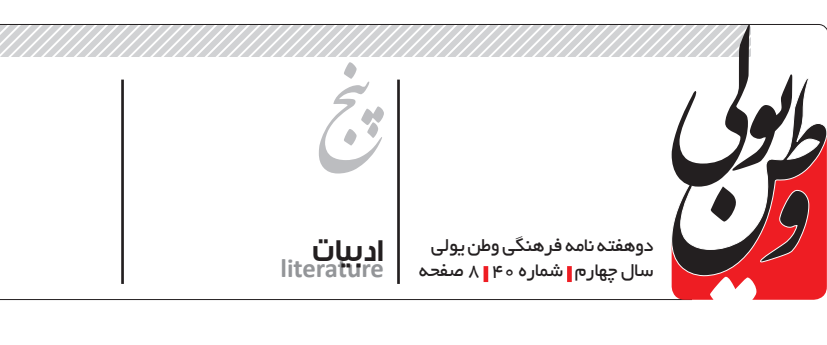 وطن یولی
دوهفته نامه فرهنگی وطن یولی
سال چهارم شماره ۴۰ ۸ صفحه
پنج
ادبیات
literature